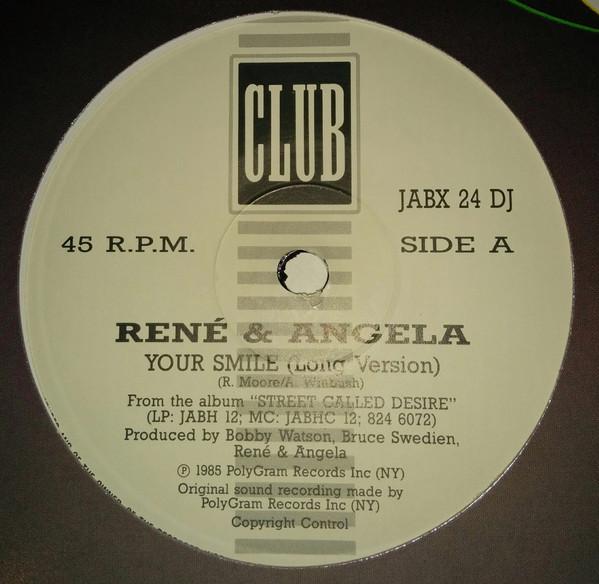 CLUB
JABX 24 DJ
45 R.P.M.
SIDE A
RENÉ & ANGELA
YOUR SMILE (Long Version)
(R. Moore/A. Winbush)
From the album "STREET CALLED DESIRE"
(LP: JABH 12; MC: JABHC 12; 824 6072)
Produced by Bobby Watson, Bruce Swedien,
René & Angela
Ⓟ 1985 PolyGram Records Inc (NY)
Original sound recording made by
PolyGram Records Inc (NY)
Copyright Control